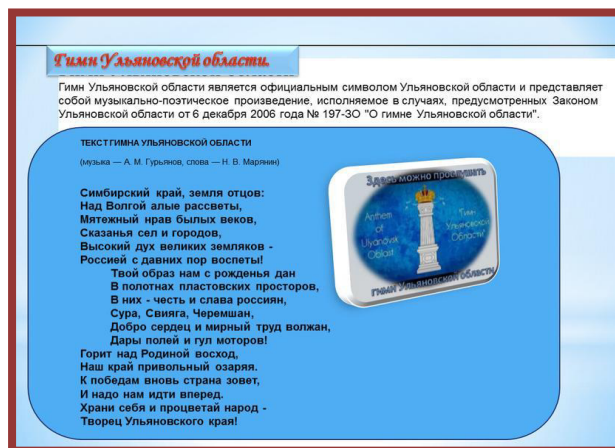 Гимн Ульяновской области.
Гимн Ульяновской области является официальным символом Ульяновской области и представляет
собой музыкально-поэтическое произведение, исполняемое в случаях, предусмотренных Законом
Ульяновской области от 6 декабря 2006 года № 197-ЗО "О гимне Ульяновской области".
ТЕКСТ ГИМНА УЛЬЯНОВСКОЙ ОБЛАСТИ
(музыка — А. М. Гурьянов, слова — Н. В. Марянин)
Симбирский край, земля отцов:
Над Волгой алые рассветы,
Мятежный нрав былых веков,
Сказанья сел и городов,
Высокий дух великих земляков -
Россией с давних пор воспеты!
Твой образ нам с рожденья дан
В полотнах пластовских просторов,
В них - честь и слава россиян,
Сура, Свияга, Черемшан,
Добро сердец и мирный труд волжан,
Дары полей и гул моторов!
Горит над Родиной восход,
Наш край привольный озаряя.
К победам вновь страна зовет,
И надо нам идти вперед.
Храни себя и процветай народ -
Творец Ульяновского края!
Здесь можно прослушать
Anthem
of
Ulyanovsk
Oblast
"Гимн
Ульяновской
Области"
гимн Ульяновской области